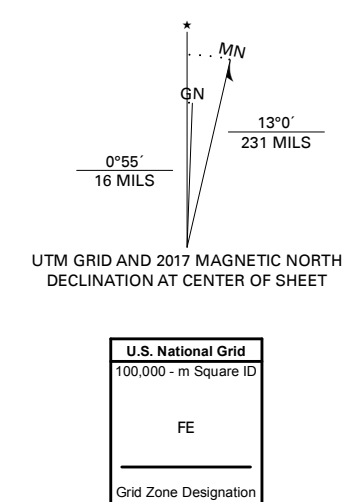 ★
MN
GN
13°0´
231 MILS
0°55´
16 MILS
UTM GRID AND 2017 MAGNETIC NORTH
DECLINATION AT CENTER OF SHEET
U.S. National Grid
100,000 - m Square ID
FE
Grid Zone Designation